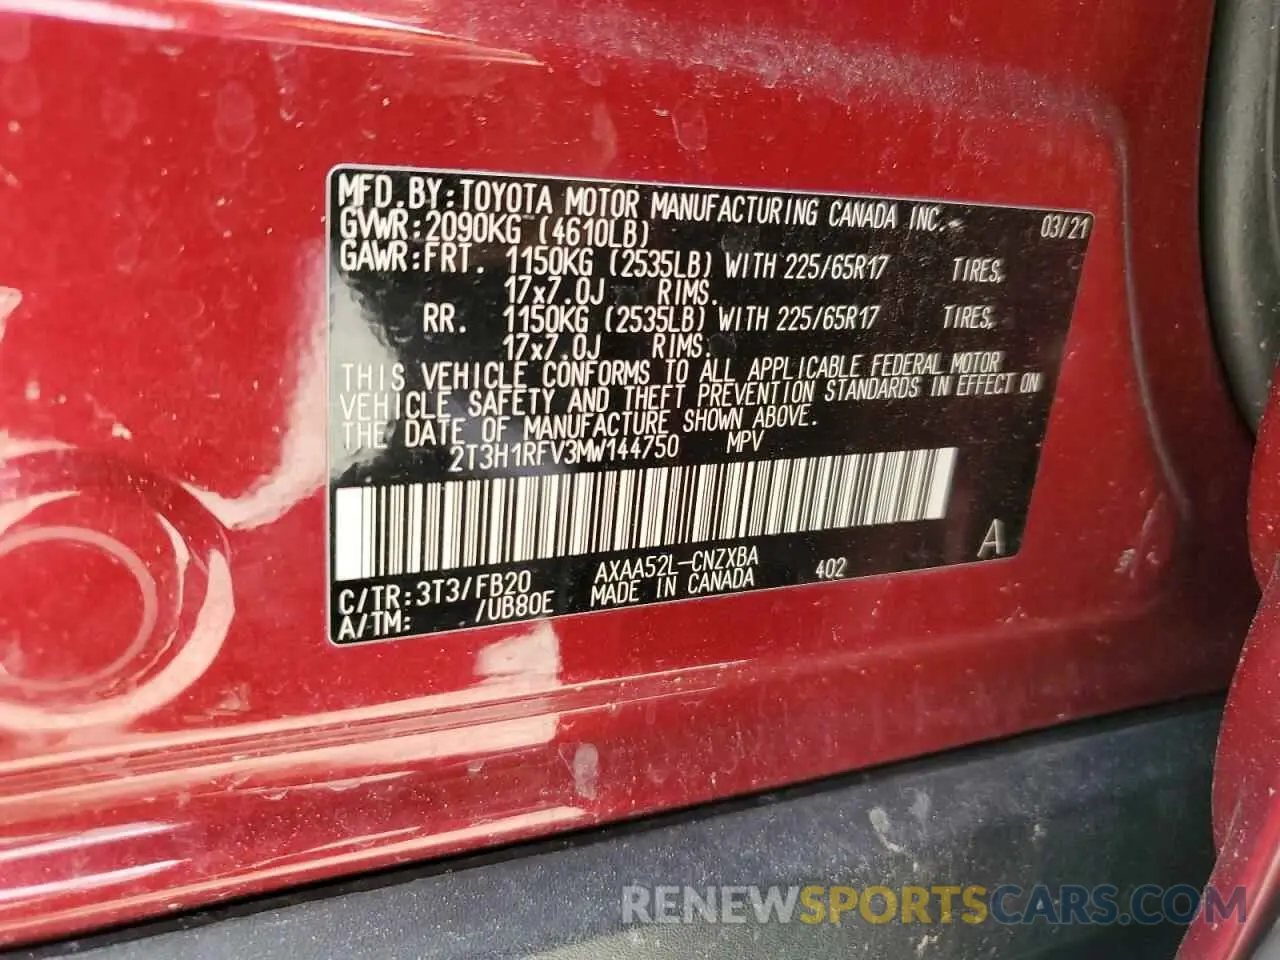 MFD.BY:TOYOTA MOTOR MANUFACTURING CANADA INC. 03/21
GVWR:2090KG (4610LB)
GAWR:FRT. 1150KG (2535LB) WITH 225/65R17 TIRES,
17x7.0J RIMS.
RR. 1150KG (2535LB) WITH 225/65R17 TIRES,
17x7.0J RIMS.
THIS VEHICLE CONFORMS TO ALL APPLICABLE FEDERAL MOTOR
VEHICLE SAFETY AND THEFT PREVENTION STANDARDS IN EFFECT ON
THE DATE OF MANUFACTURE SHOWN ABOVE.
2T3H1RFV3MW144750 MPV
C/TR:3T3/FB20 AXAA52L-CNZXBA 402 A
A/TM: /UB80E MADE IN CANADA
RENEWSPORTSCARS.COM